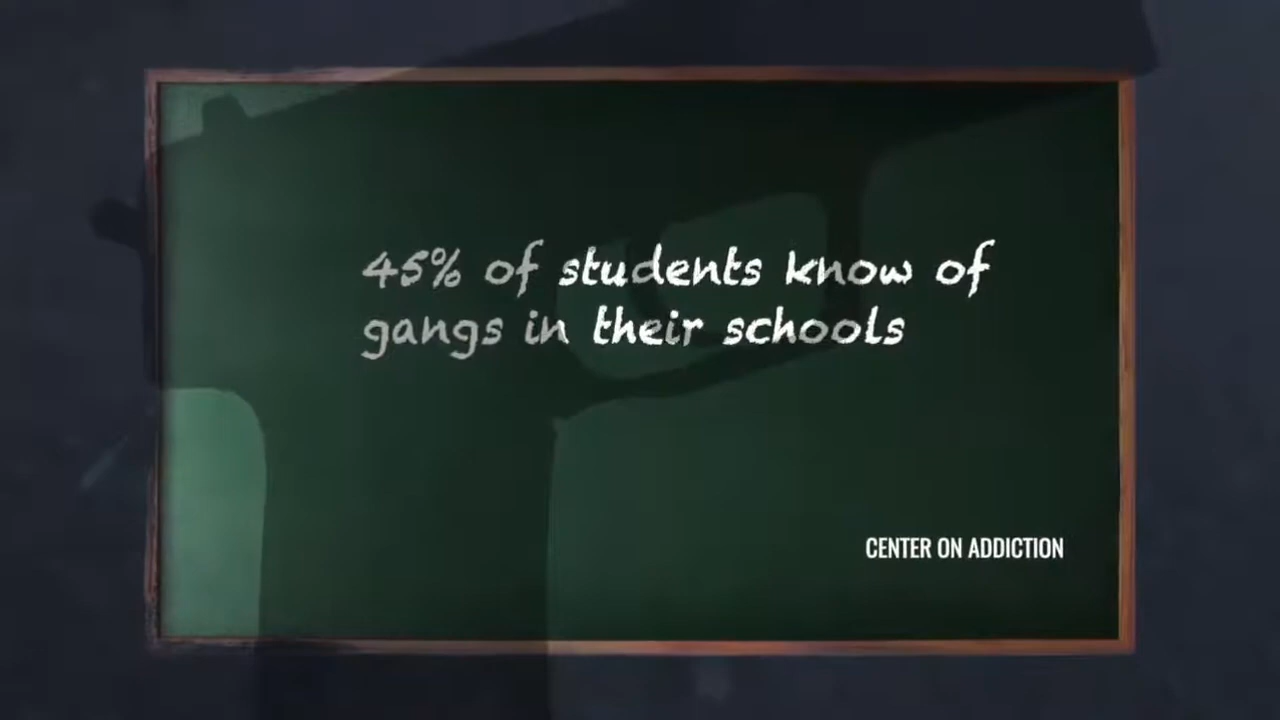 45% of students know of
gangs in their schools
CENTER ON ADDICTION